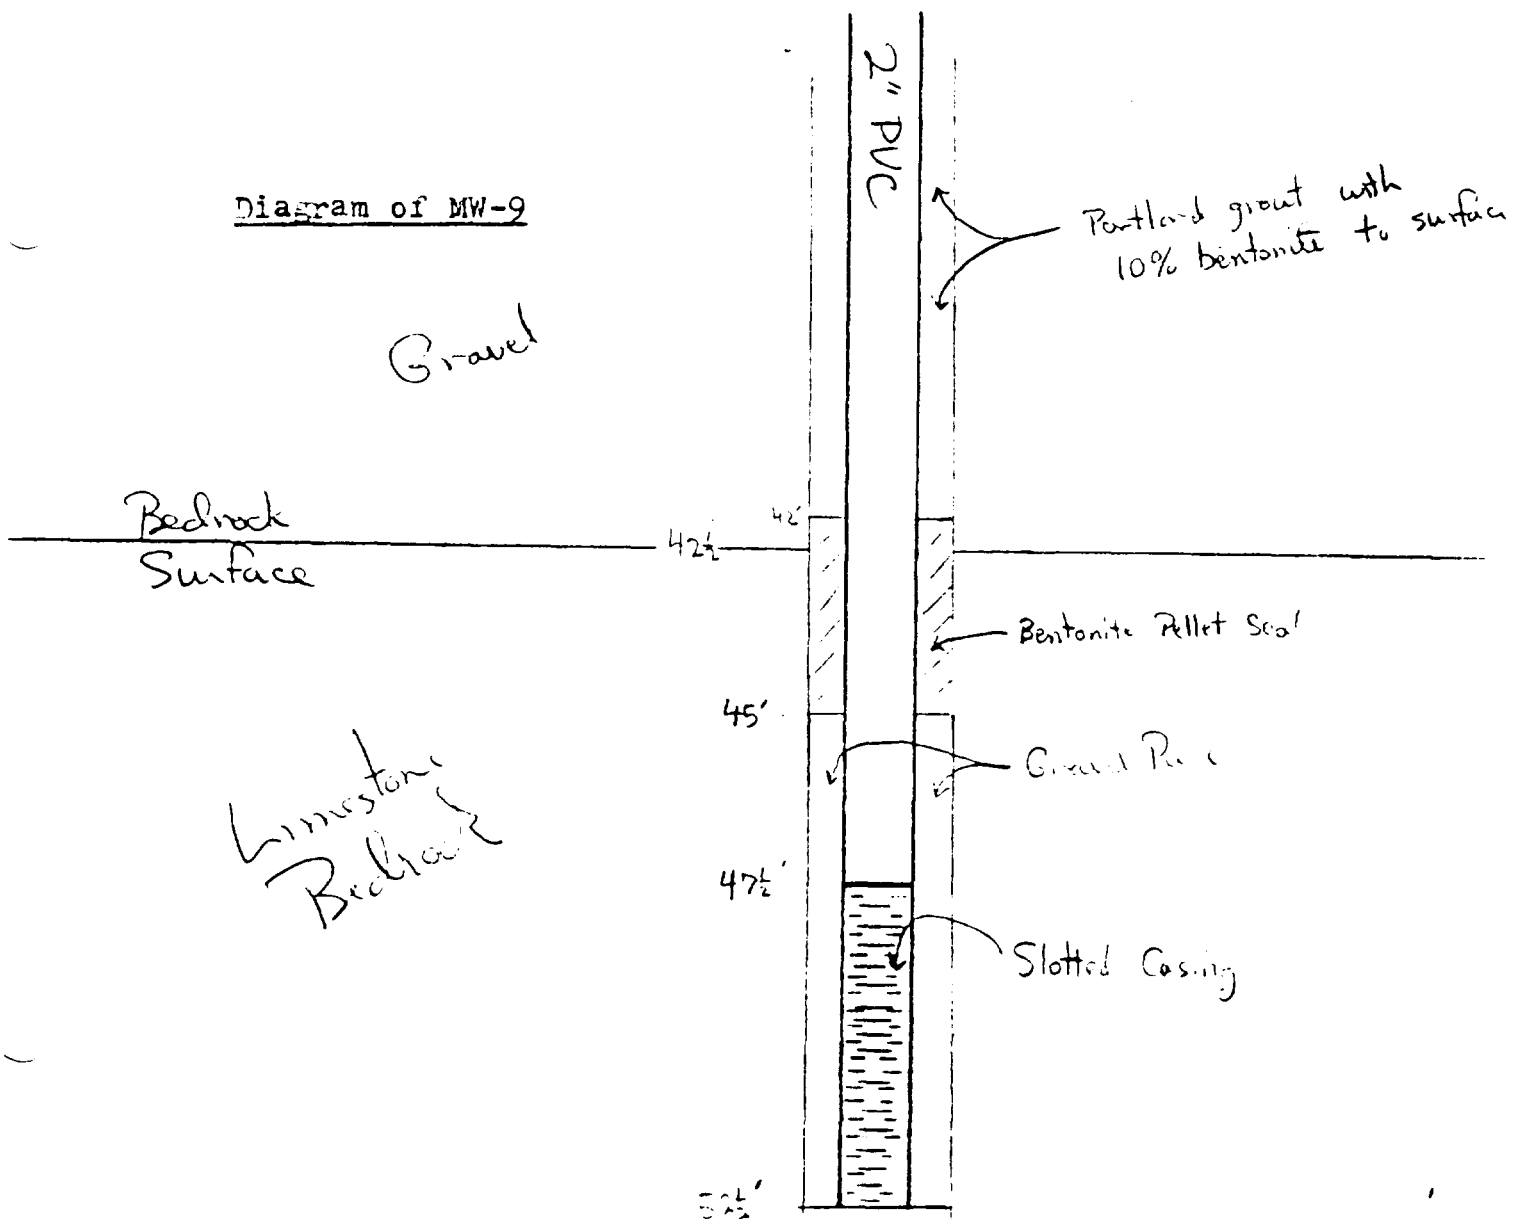 2" PVC
Diagram of MW-9
Portland grout with
10% bentonite to surface
Gravel
Bedrock
Surface
42'
42½
Bentonite Pellet Seal
45'
Limestone
Bedrock
47½'
Slotted Casing